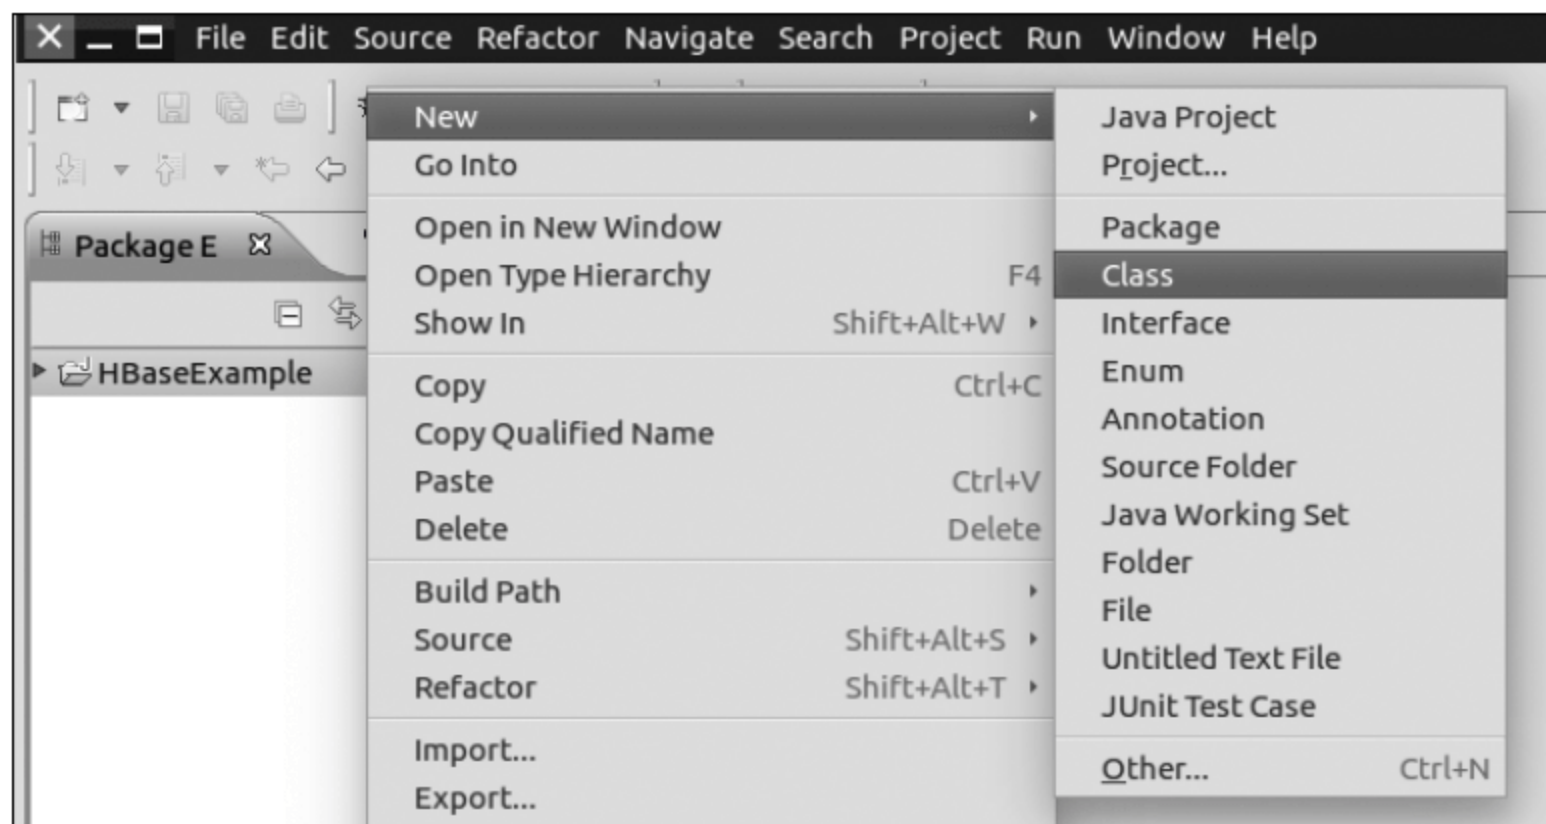 File Edit Source Refactor Navigate Search Project Run Window Help
Package E
HBaseExample
New
Go Into
Open in New Window
Open Type Hierarchy F4
Show In Shift+Alt+W
Copy Ctrl+C
Copy Qualified Name
Paste Ctrl+V
Delete Delete
Build Path
Source Shift+Alt+S
Refactor Shift+Alt+T
Import...
Export...
Java Project
Project...
Package
Class
Interface
Enum
Annotation
Source Folder
Java Working Set
Folder
File
Untitled Text File
JUnit Test Case
Other... Ctrl+N